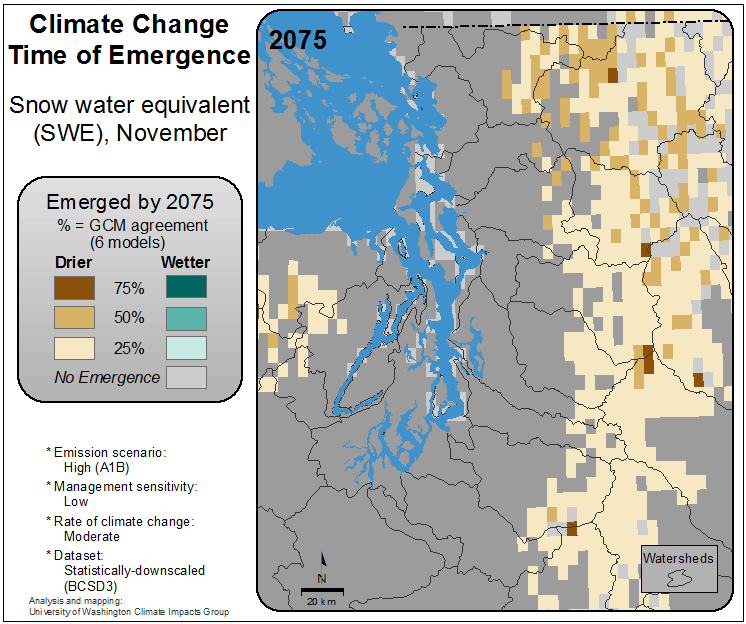 Climate Change
Time of Emergence
Snow water equivalent
(SWE), November
Emerged by 2075
% = GCM agreement
(6 models)
Drier Wetter
75%
50%
25%
No Emergence
* Emission scenario:
High (A1B)
* Management sensitivity:
Low
* Rate of climate change:
Moderate
* Dataset:
Statistically-downscaled
(BCSD3)
Analysis and mapping:
University of Washington Climate Impacts Group
2075
N
20 km
Watersheds